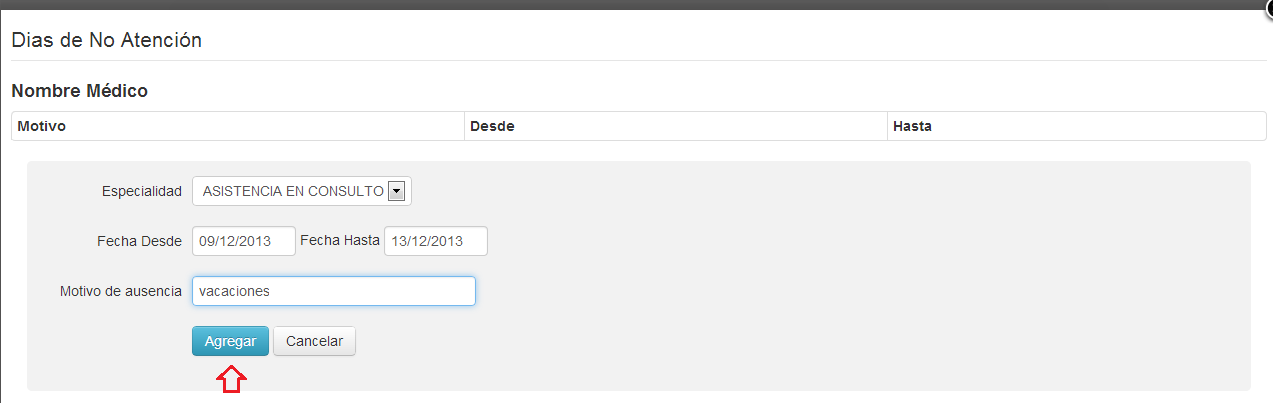 Dias de No Atención
Nombre Médico
Motivo Desde Hasta
Especialidad ASISTENCIA EN CONSULTO
Fecha Desde 09/12/2013 Fecha Hasta 13/12/2013
Motivo de ausencia vacaciones
Agregar Cancelar